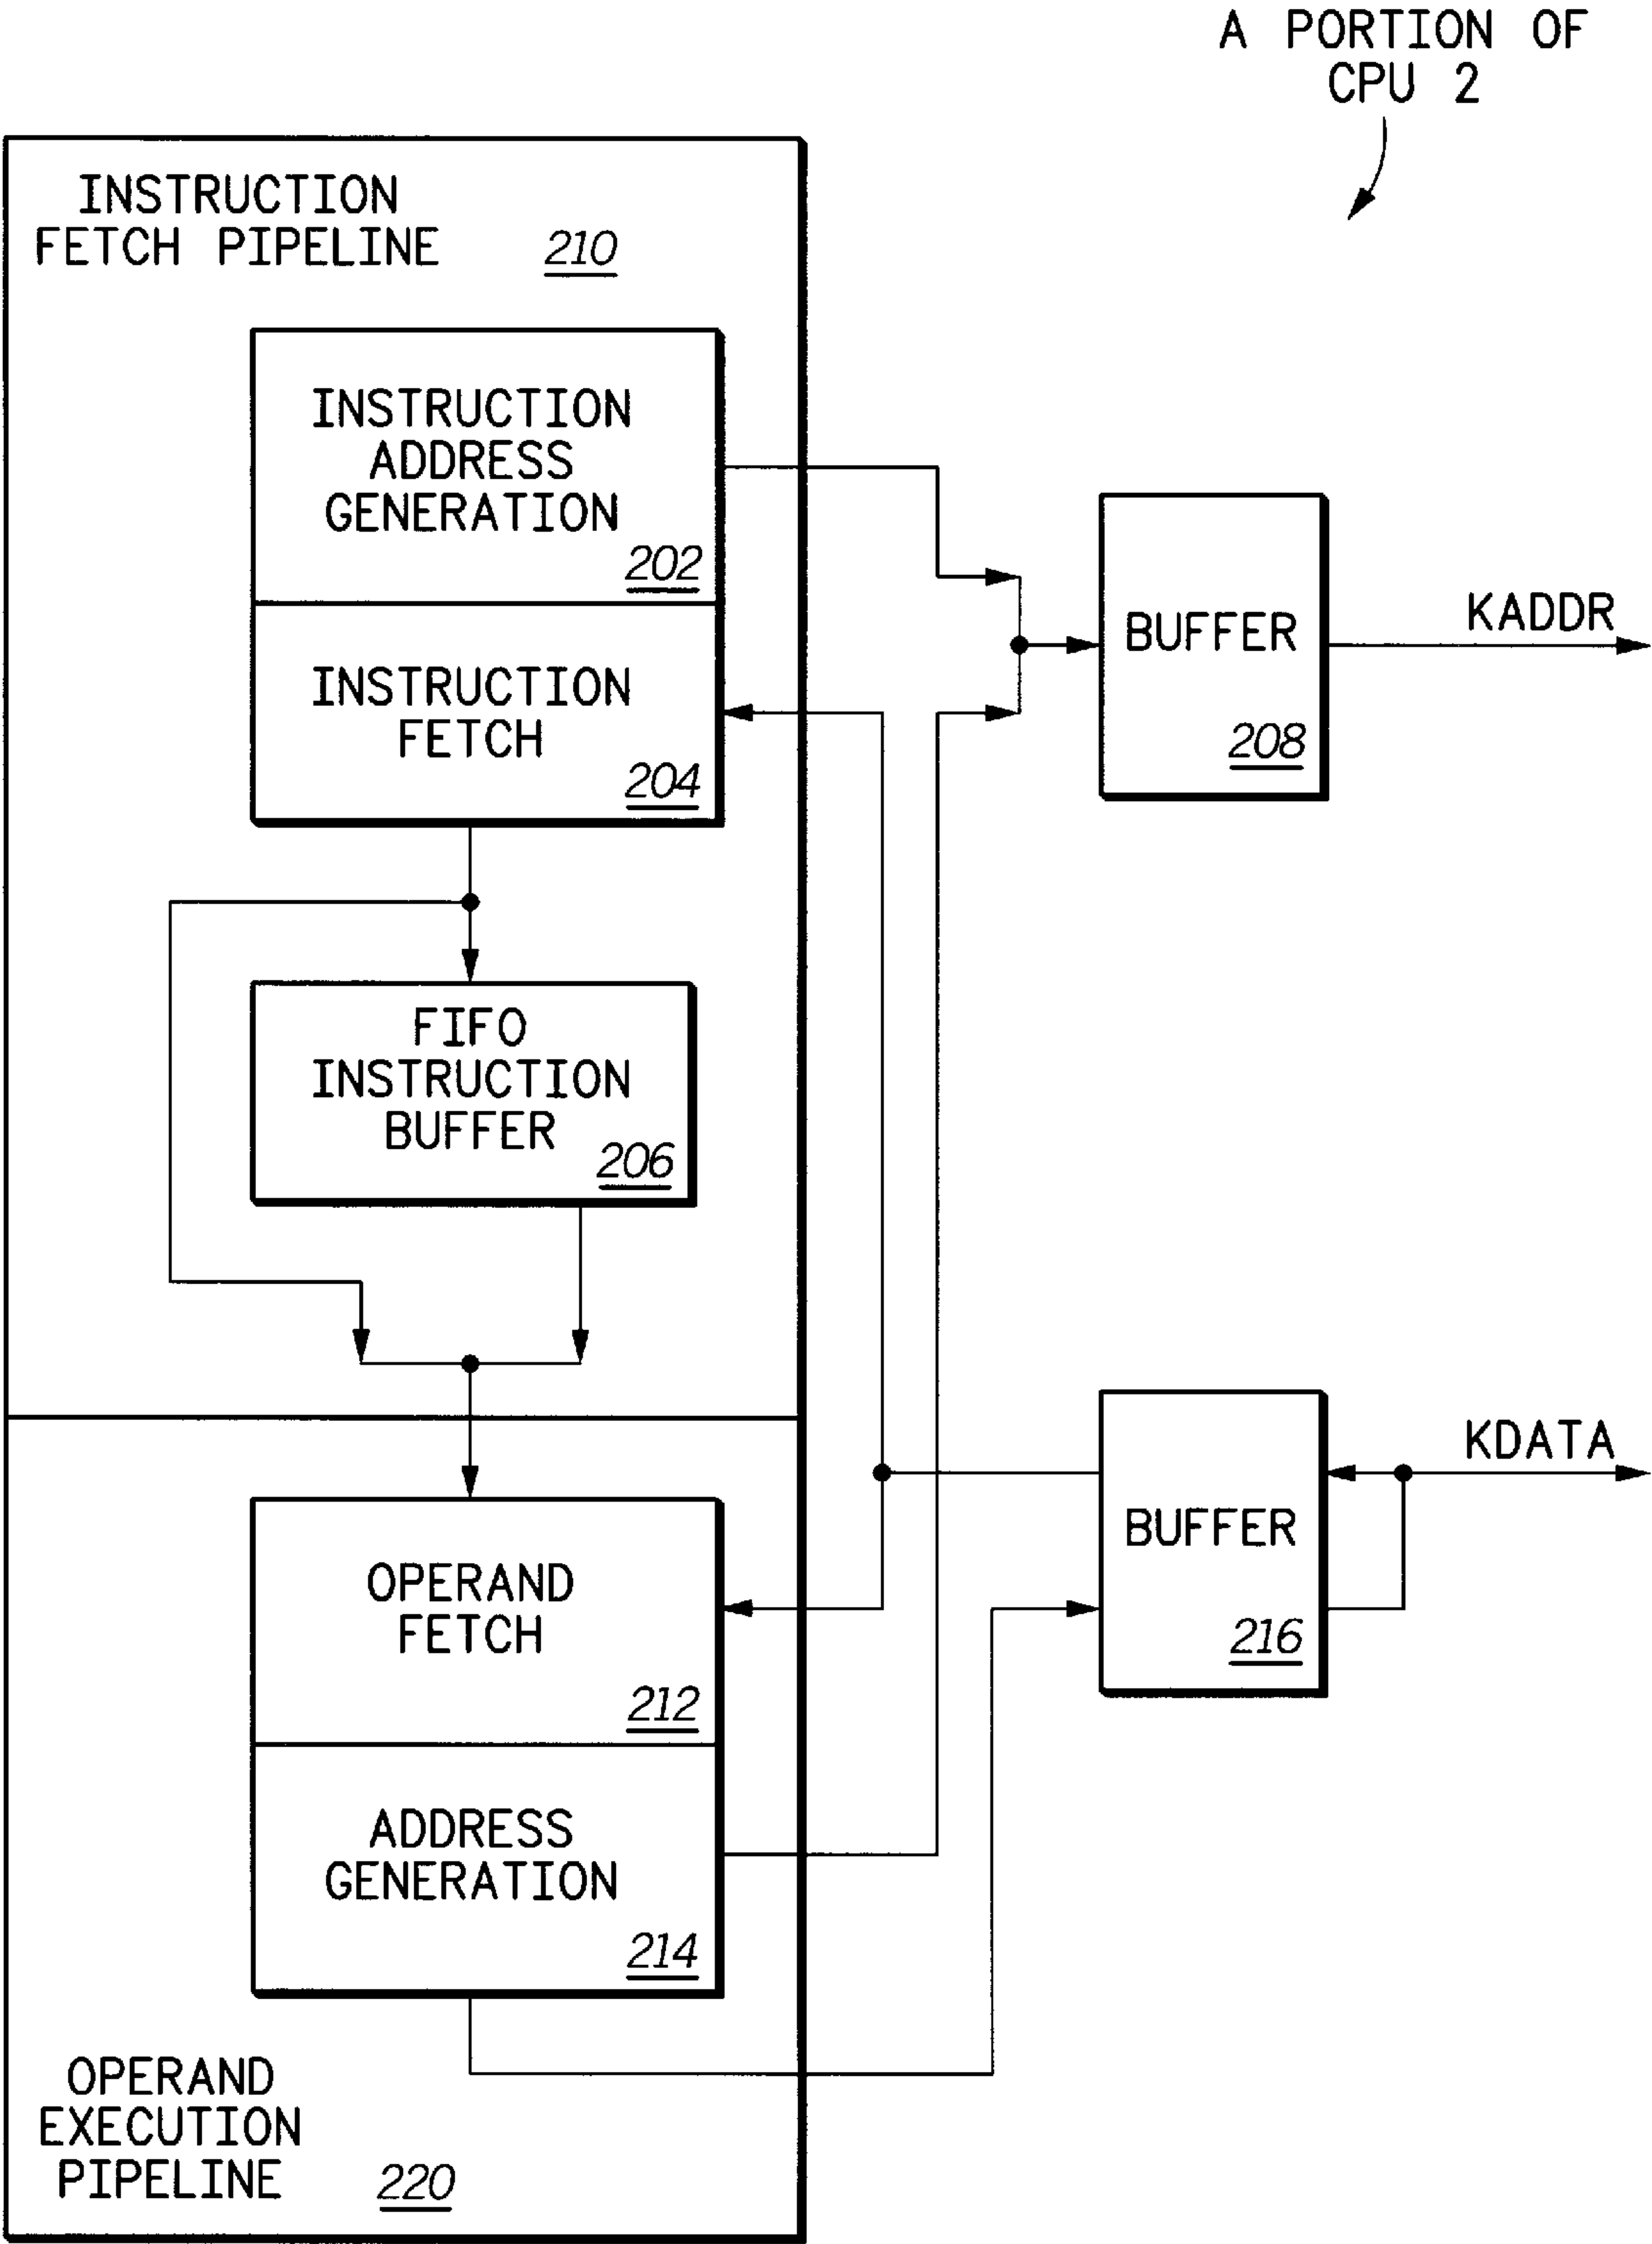 A PORTION OF
CPU 2
INSTRUCTION
FETCH PIPELINE 210
INSTRUCTION
ADDRESS
GENERATION
202
INSTRUCTION
FETCH
204
BUFFER
208
KADDR
FIFO
INSTRUCTION
BUFFER
206
OPERAND
FETCH
212
ADDRESS
GENERATION
214
BUFFER
216
KDATA
OPERAND
EXECUTION
PIPELINE 220